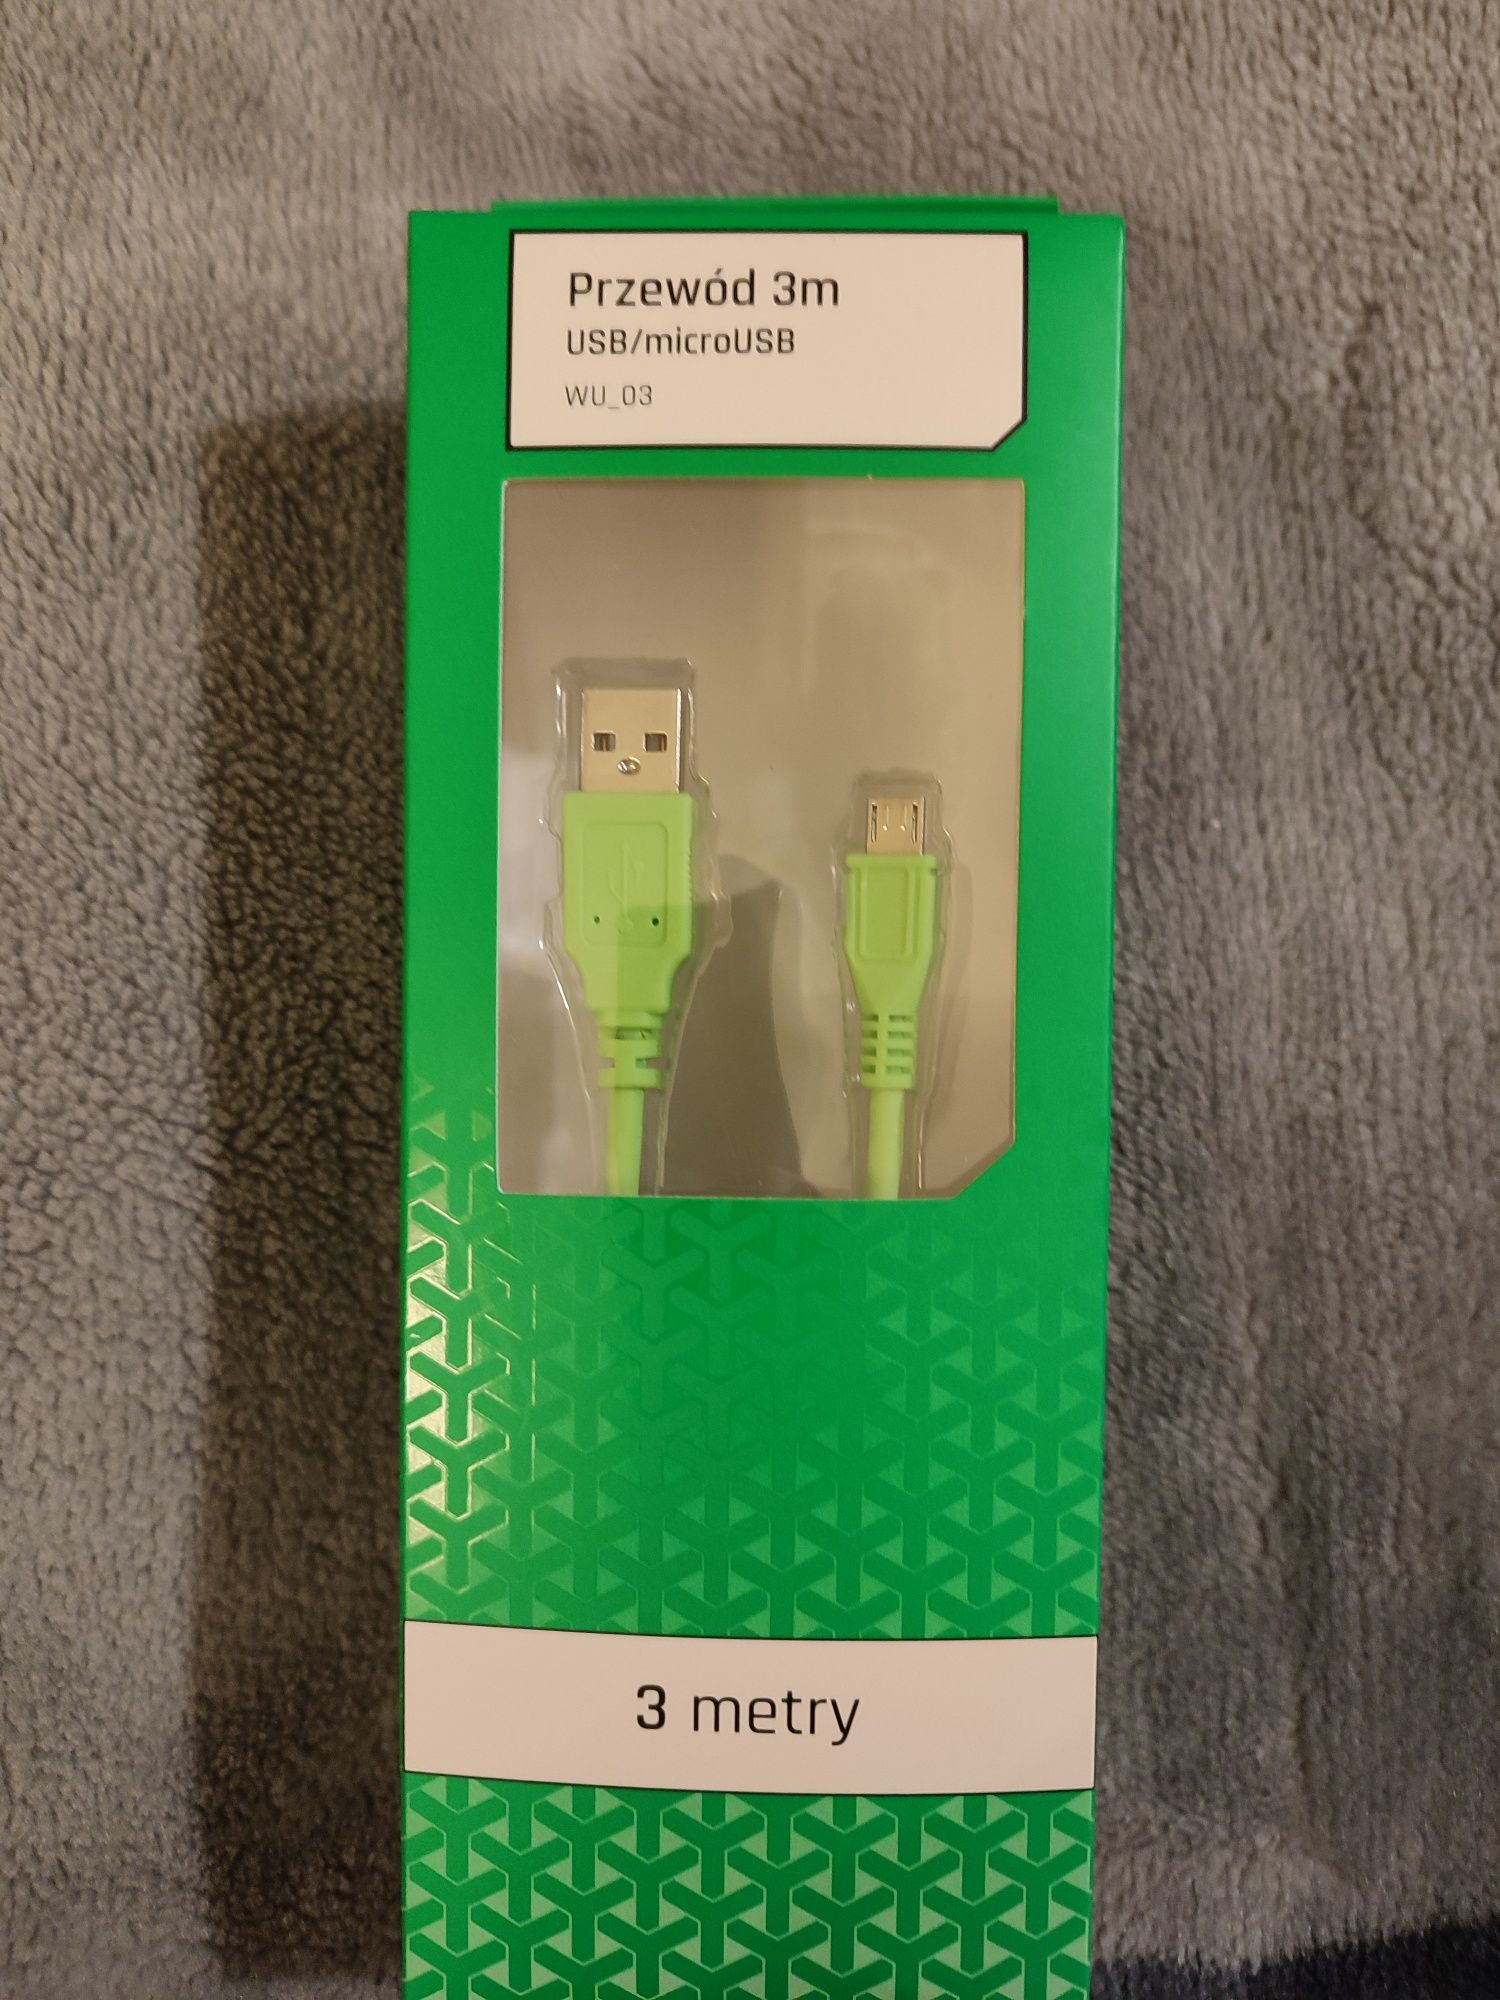 Przewód 3m
USB/microUSB
WU_03
3 metry